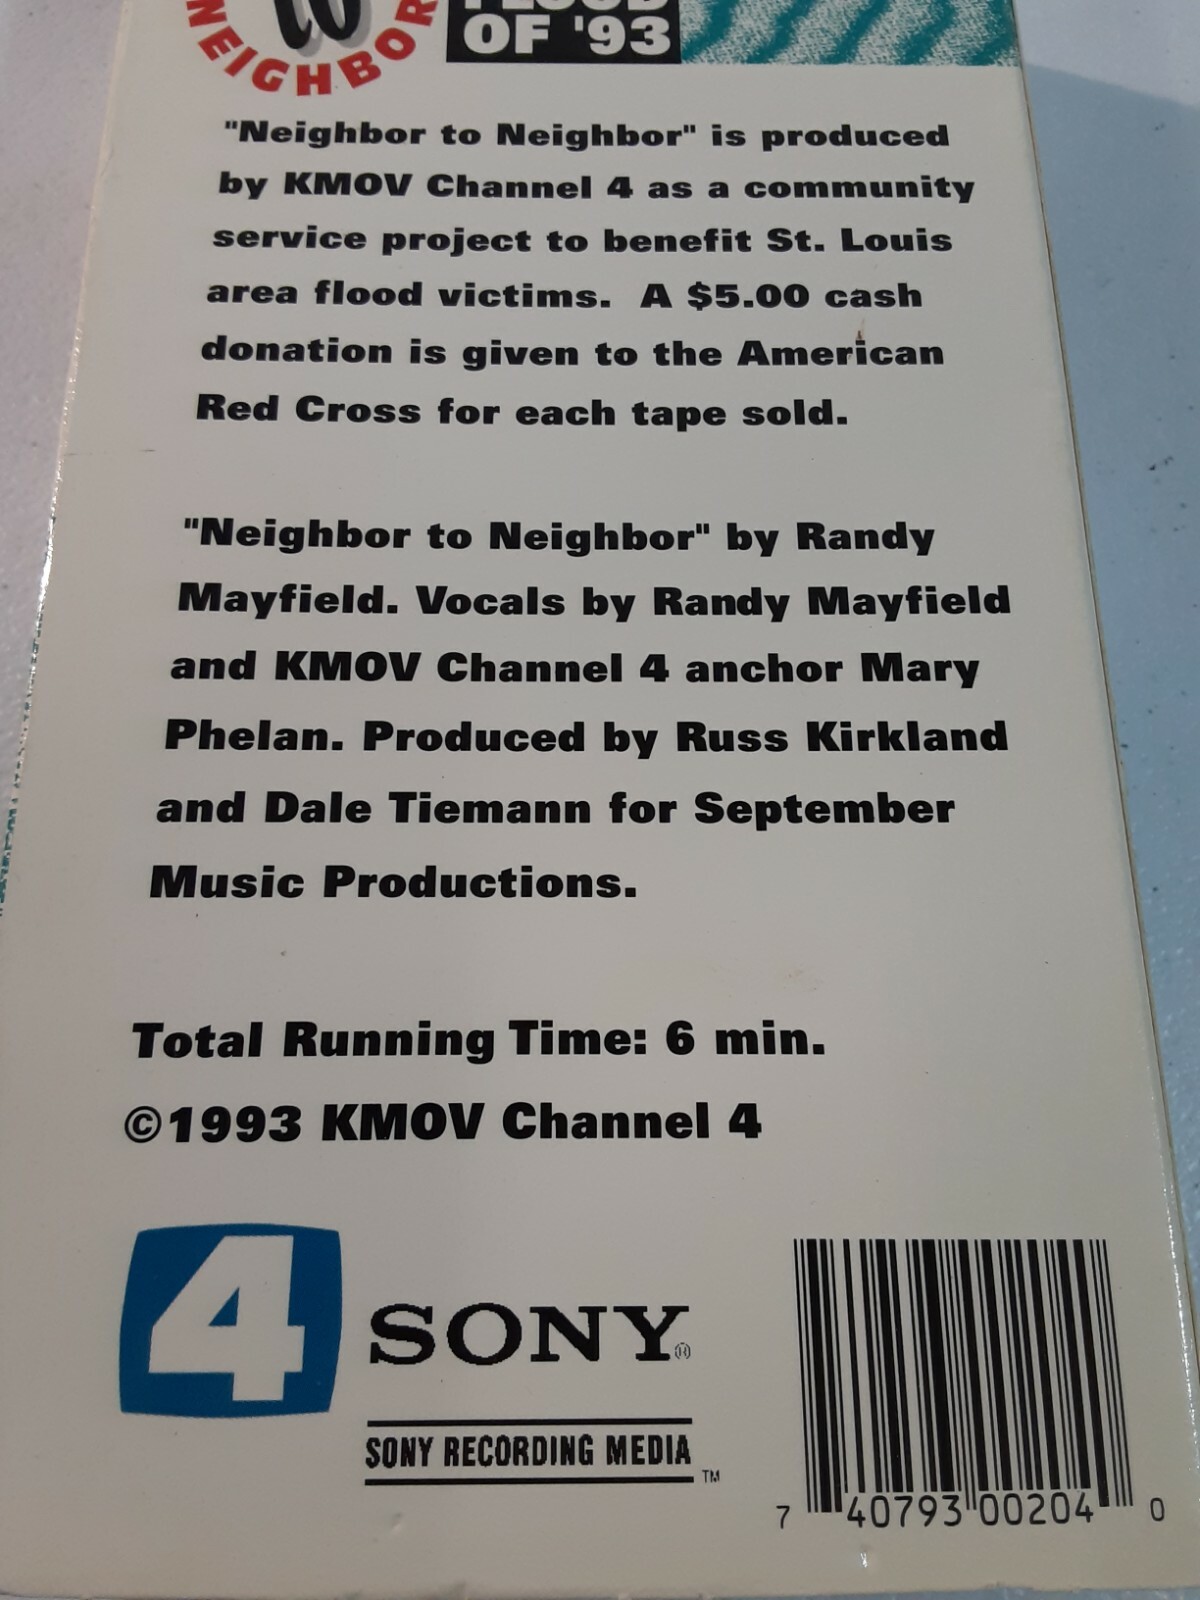 to
NEIGHBOR
FLOOD
OF '93
"Neighbor to Neighbor" is produced
by KMOV Channel 4 as a community
service project to benefit St. Louis
area flood victims. A $5.00 cash
donation is given to the American
Red Cross for each tape sold.
"Neighbor to Neighbor" by Randy
Mayfield. Vocals by Randy Mayfield
and KMOV Channel 4 anchor Mary
Phelan. Produced by Russ Kirkland
and Dale Tiemann for September
Music Productions.
Total Running Time: 6 min.
©1993 KMOV Channel 4
4
SONY®
SONY RECORDING MEDIA™
7 40793 00204 0